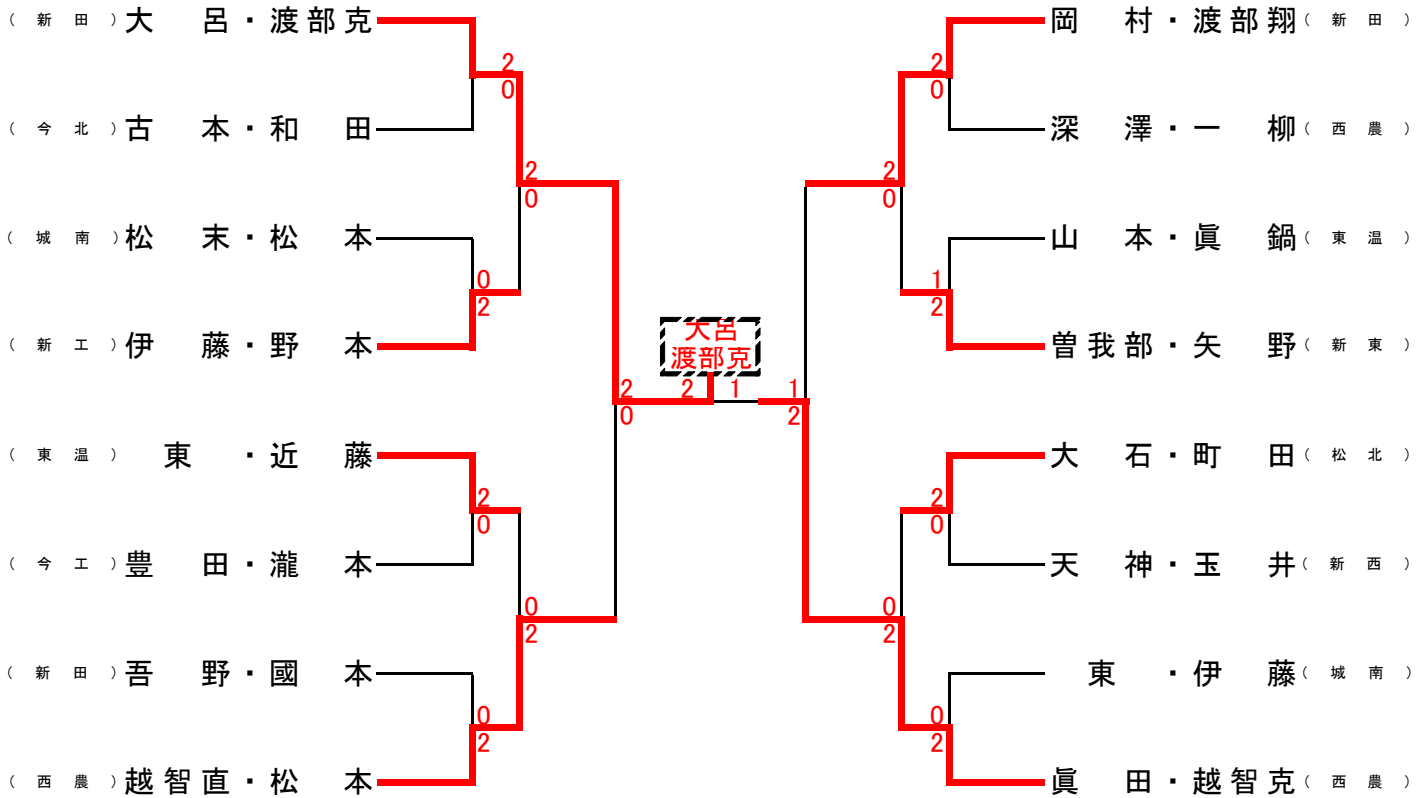 （新田）大呂・渡部克
2
0
（今北）古本・和田
2
0
（城南）松末・松本
0
2
（新工）伊藤・野本
2
0
（東温）東・近藤
2
0
（今工）豊田・瀧本
0
2
（新田）吾野・國本
0
2
（西農）越智直・松本
大呂
渡部克
2 1
岡村・渡部翔（新田）
2
0
深澤・一柳（西農）
2
0
山本・眞鍋（東温）
1
2
曽我部・矢野（新東）
1
2
大石・町田（松北）
2
0
天神・玉井（新西）
0
2
東・伊藤（城南）
0
2
眞田・越智克（西農）